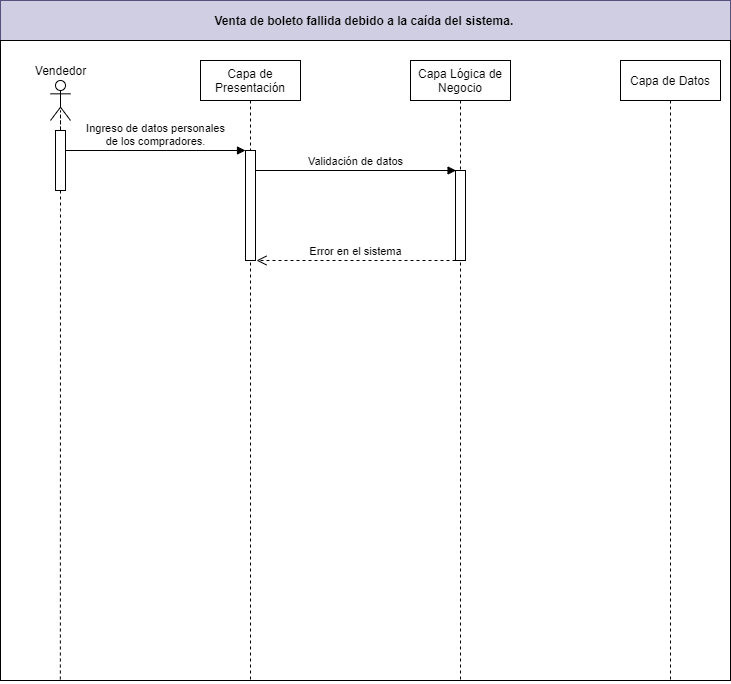 Venta de boleto fallida debido a la caída del sistema.
Vendedor
Capa de
Presentación
Capa Lógica de
Negocio
Capa de Datos
Ingreso de datos personales
de los compradores.
Validación de datos
Error en el sistema